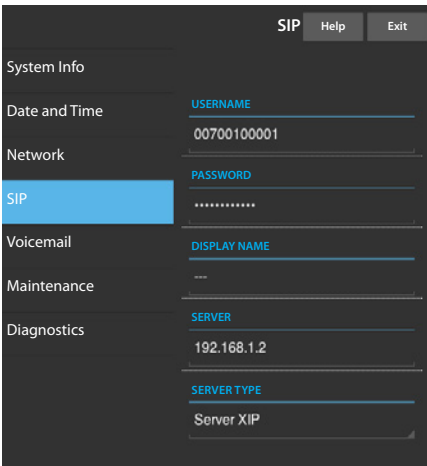 SIP Help Exit
System Info
Date and Time
Network
SIP
Voicemail
Maintenance
Diagnostics
USERNAME
00700100001
PASSWORD
••••••••••••
DISPLAY NAME
---
SERVER
192.168.1.2
SERVER TYPE
Server XIP